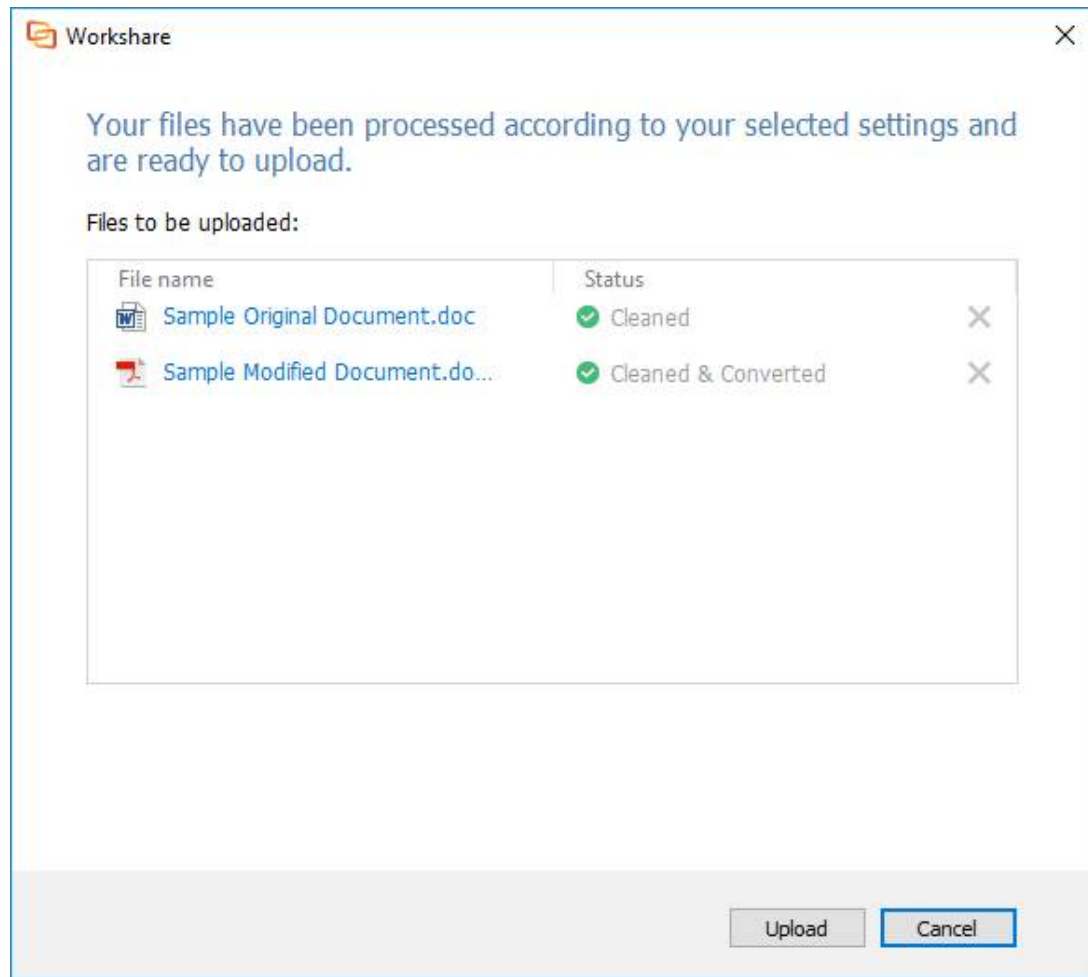 Workshare
Your files have been processed according to your selected settings and
are ready to upload.
Files to be uploaded:
File name Status
Sample Original Document.doc Cleaned
Sample Modified Document.do... Cleaned & Converted
Upload Cancel